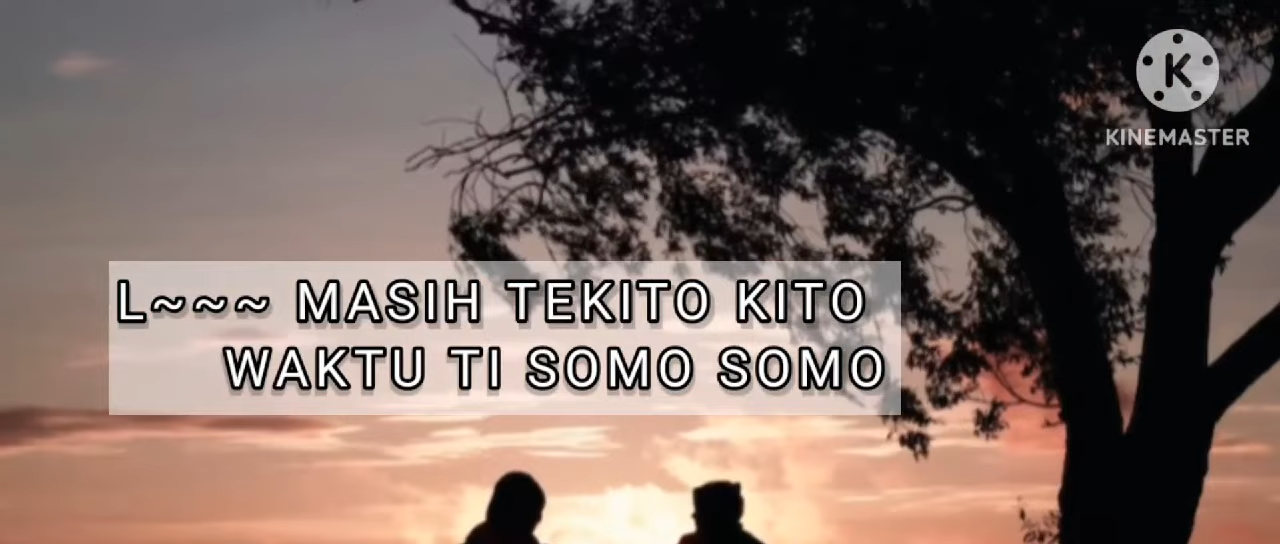 K
KINEMASTER
L~~~ MASIH TEKITO KITO
WAKTU TI SOMO SOMO